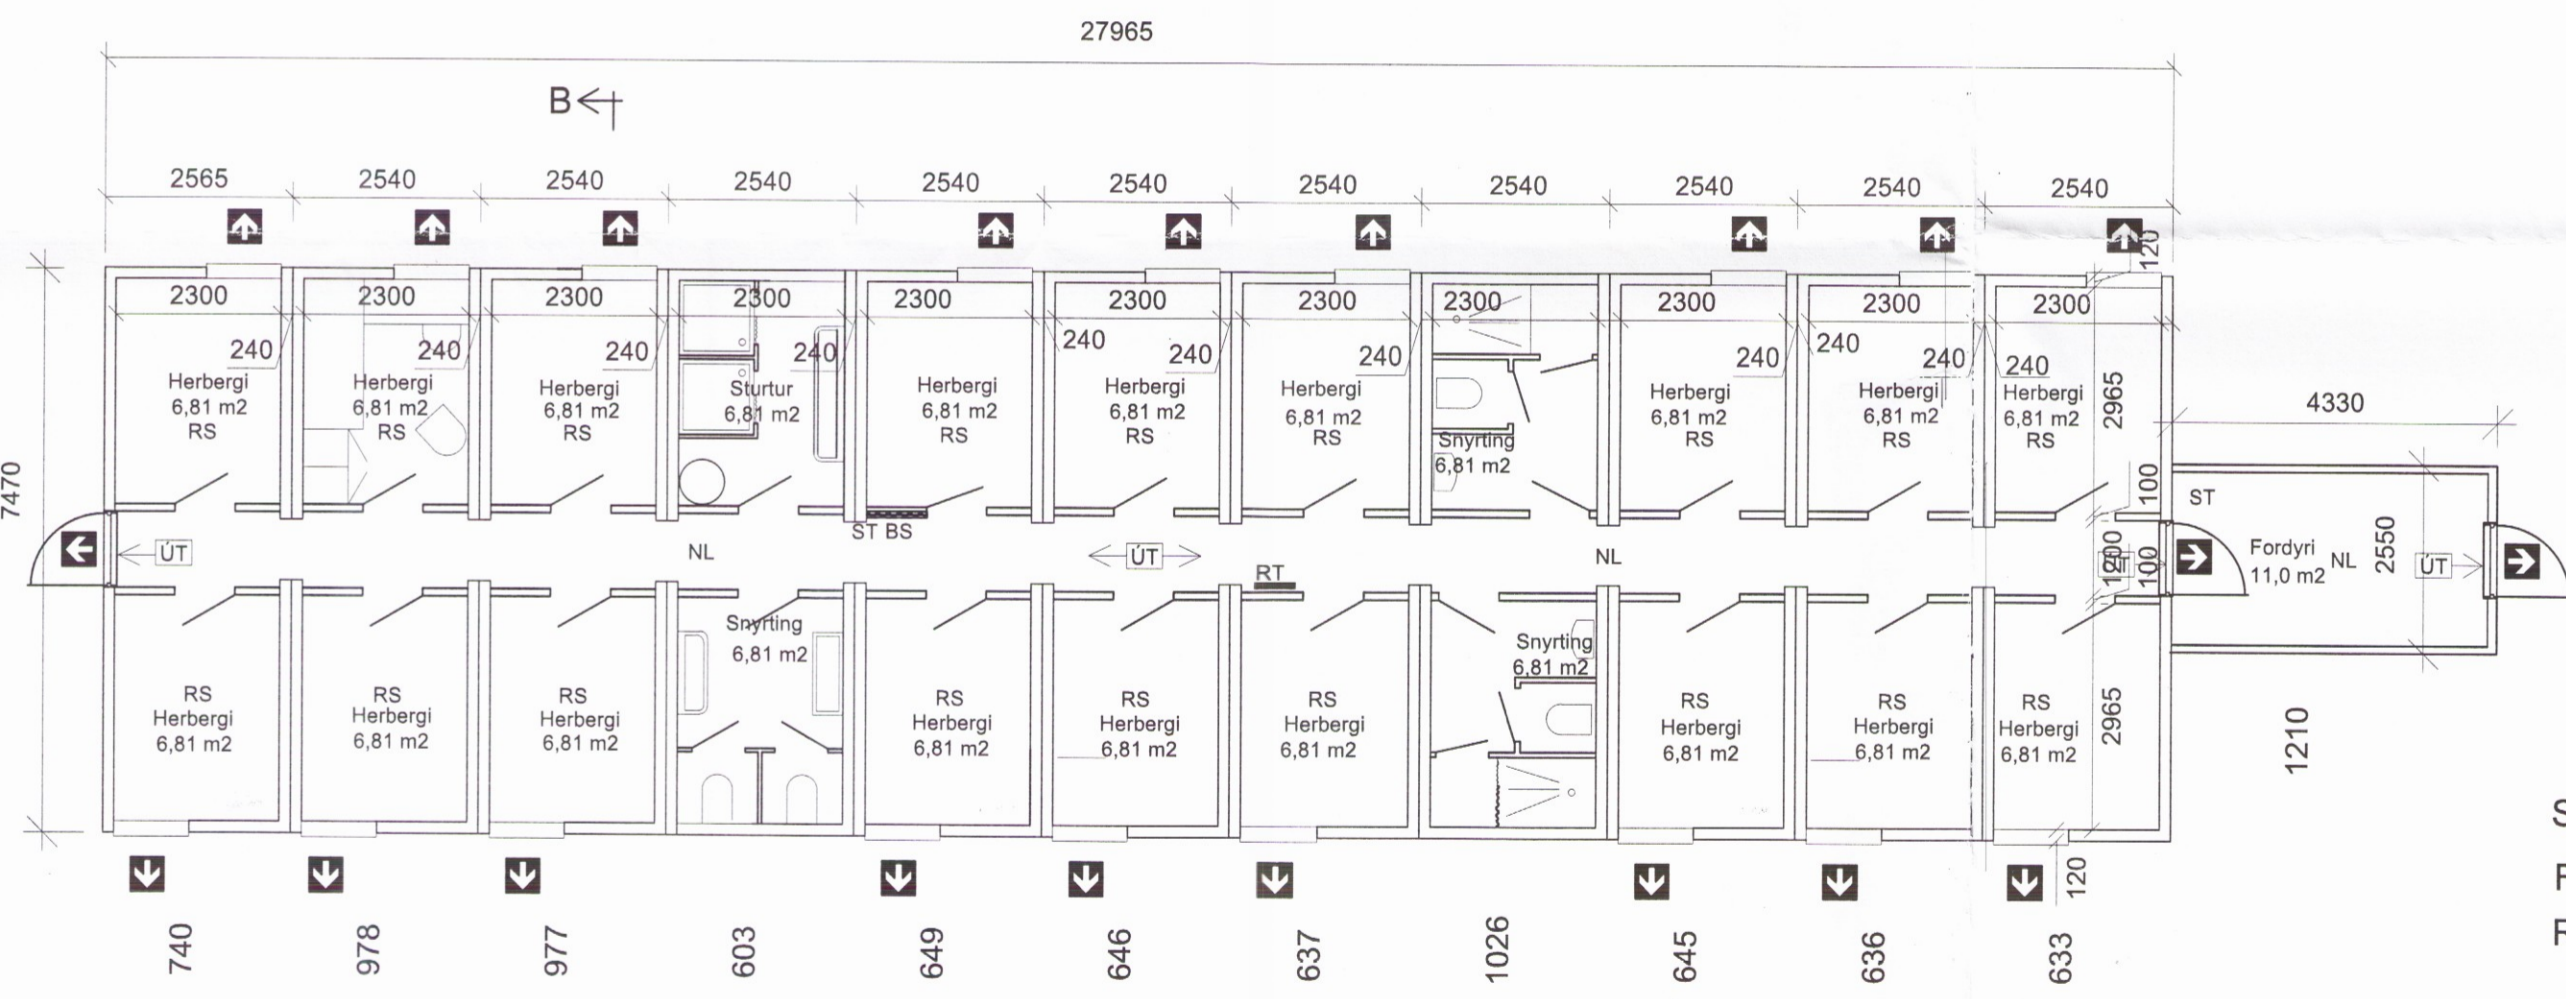 27965
B
2565 2540 2540 2540 2540 2540 2540 2540 2540 2540 2540
120
2300 2300 2300 2300 2300 2300 2300 2300 2300 2300 2300
240 240 240 240 240 240 240 240 240 240 240
Herbergi Herbergi Herbergi Sturtur Herbergi Herbergi Herbergi Snyrting Herbergi Herbergi Herbergi
6,81 m2 6,81 m2 6,81 m2 6,81 m2 6,81 m2 6,81 m2 6,81 m2 6,81 m2 6,81 m2 6,81 m2 6,81 m2
RS RS RS RS RS RS RS RS RS
2965
4330
7470
100
ST
ST BS
ÚT NL ÚT NL 1200 100 Fordyri NL 2550 ÚT
11,0 m2
RT
Snyrting
6,81 m2
Snyrting
6,81 m2
RS RS RS RS RS RS RS RS RS
Herbergi Herbergi Herbergi Herbergi Herbergi Herbergi Herbergi Herbergi Herbergi
6,81 m2 6,81 m2 6,81 m2 6,81 m2 6,81 m2 6,81 m2 6,81 m2 6,81 m2 6,81 m2
2965
1210
120
740 978 977 603 649 646 637 1026 645 636 633